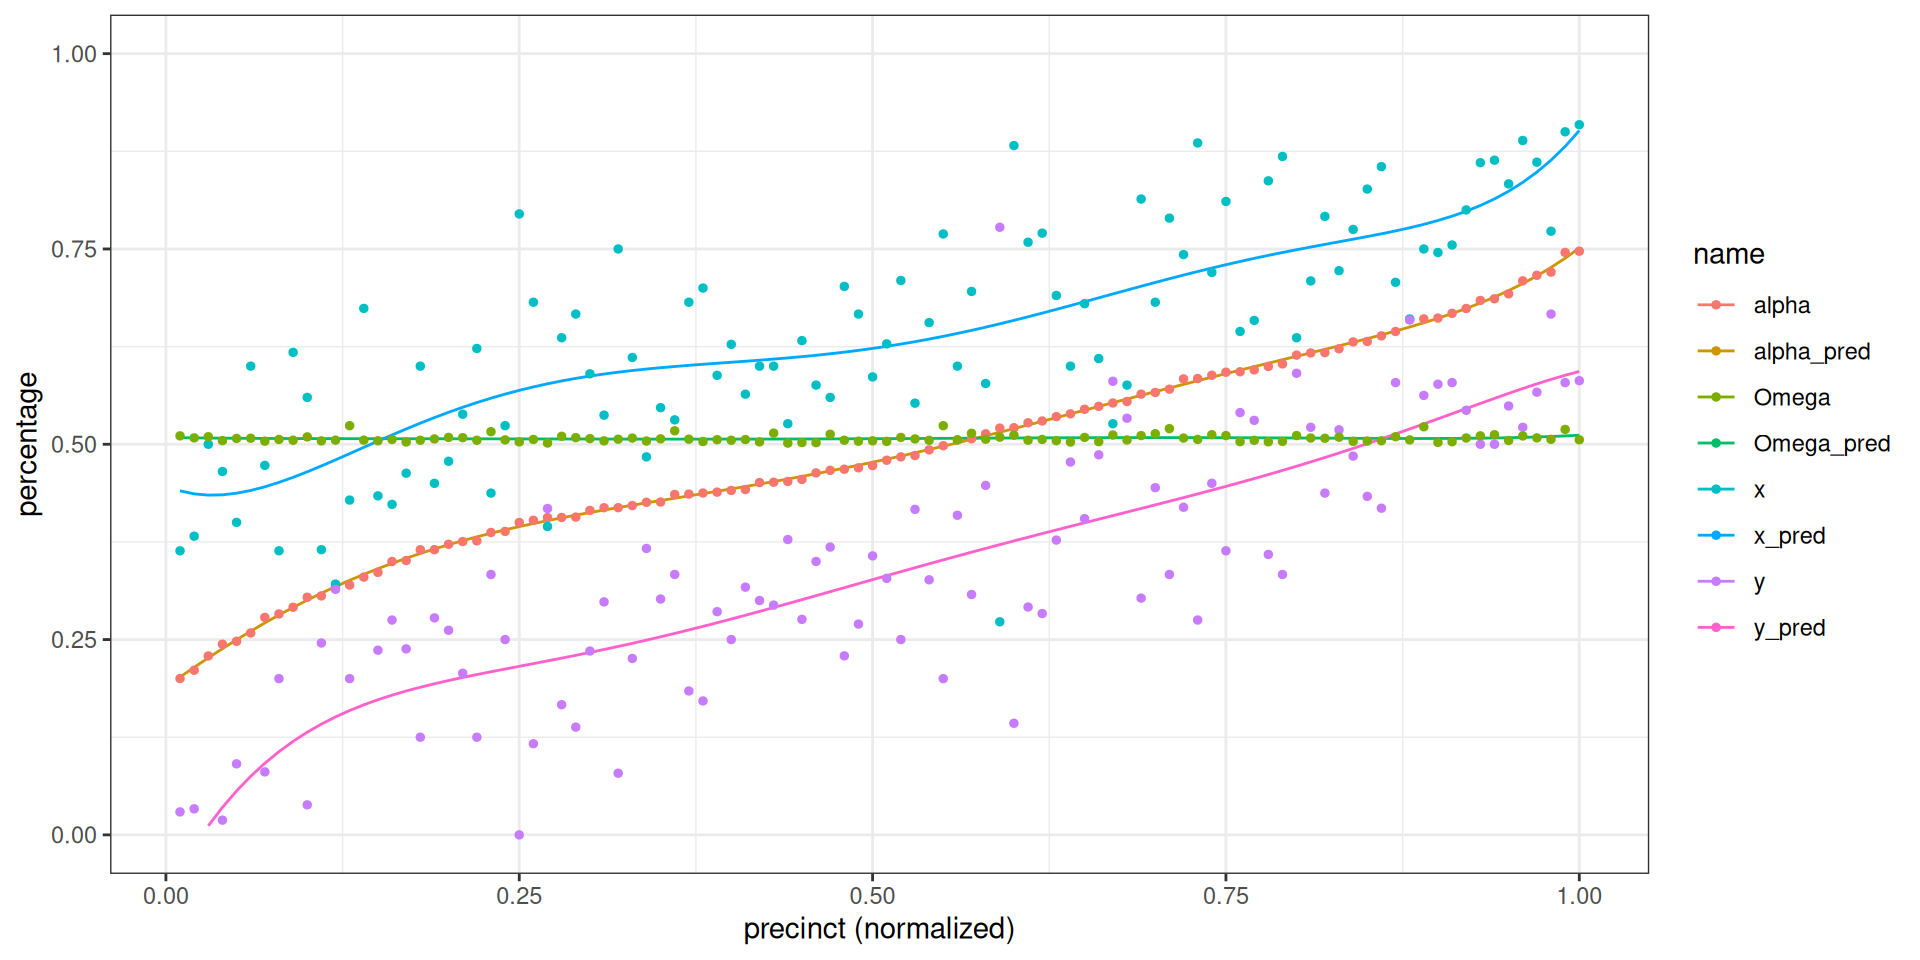 1.00
0.75
0.50
0.25
0.00
percentage
0.00 0.25 0.50 0.75 1.00
precinct (normalized)
name
alpha
alpha_pred
Omega
Omega_pred
x
x_pred
y
y_pred